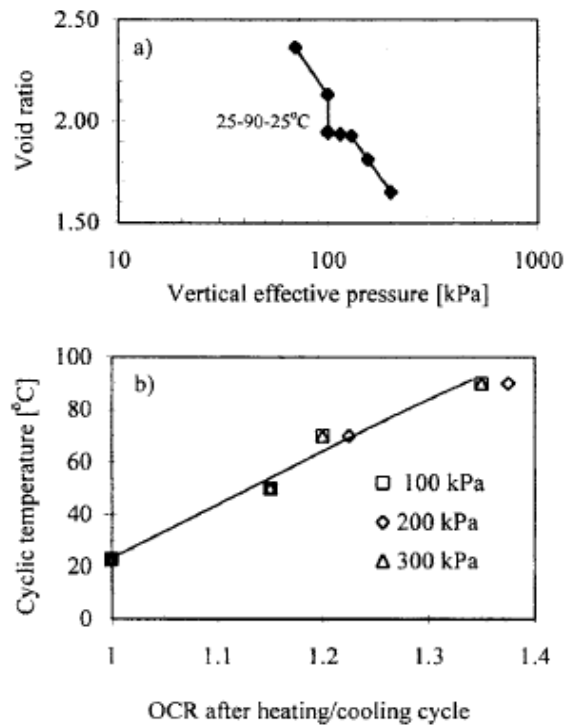 2.50
a)
Void ratio
25-90-25°C
2.00
1.50
10 100 1000
Vertical effective pressure [kPa]
100
b)
Cyclic temperature [°C]
80
60
100 kPa
40
200 kPa
20
300 kPa
0
1 1.1 1.2 1.3 1.4
OCR after heating/cooling cycle